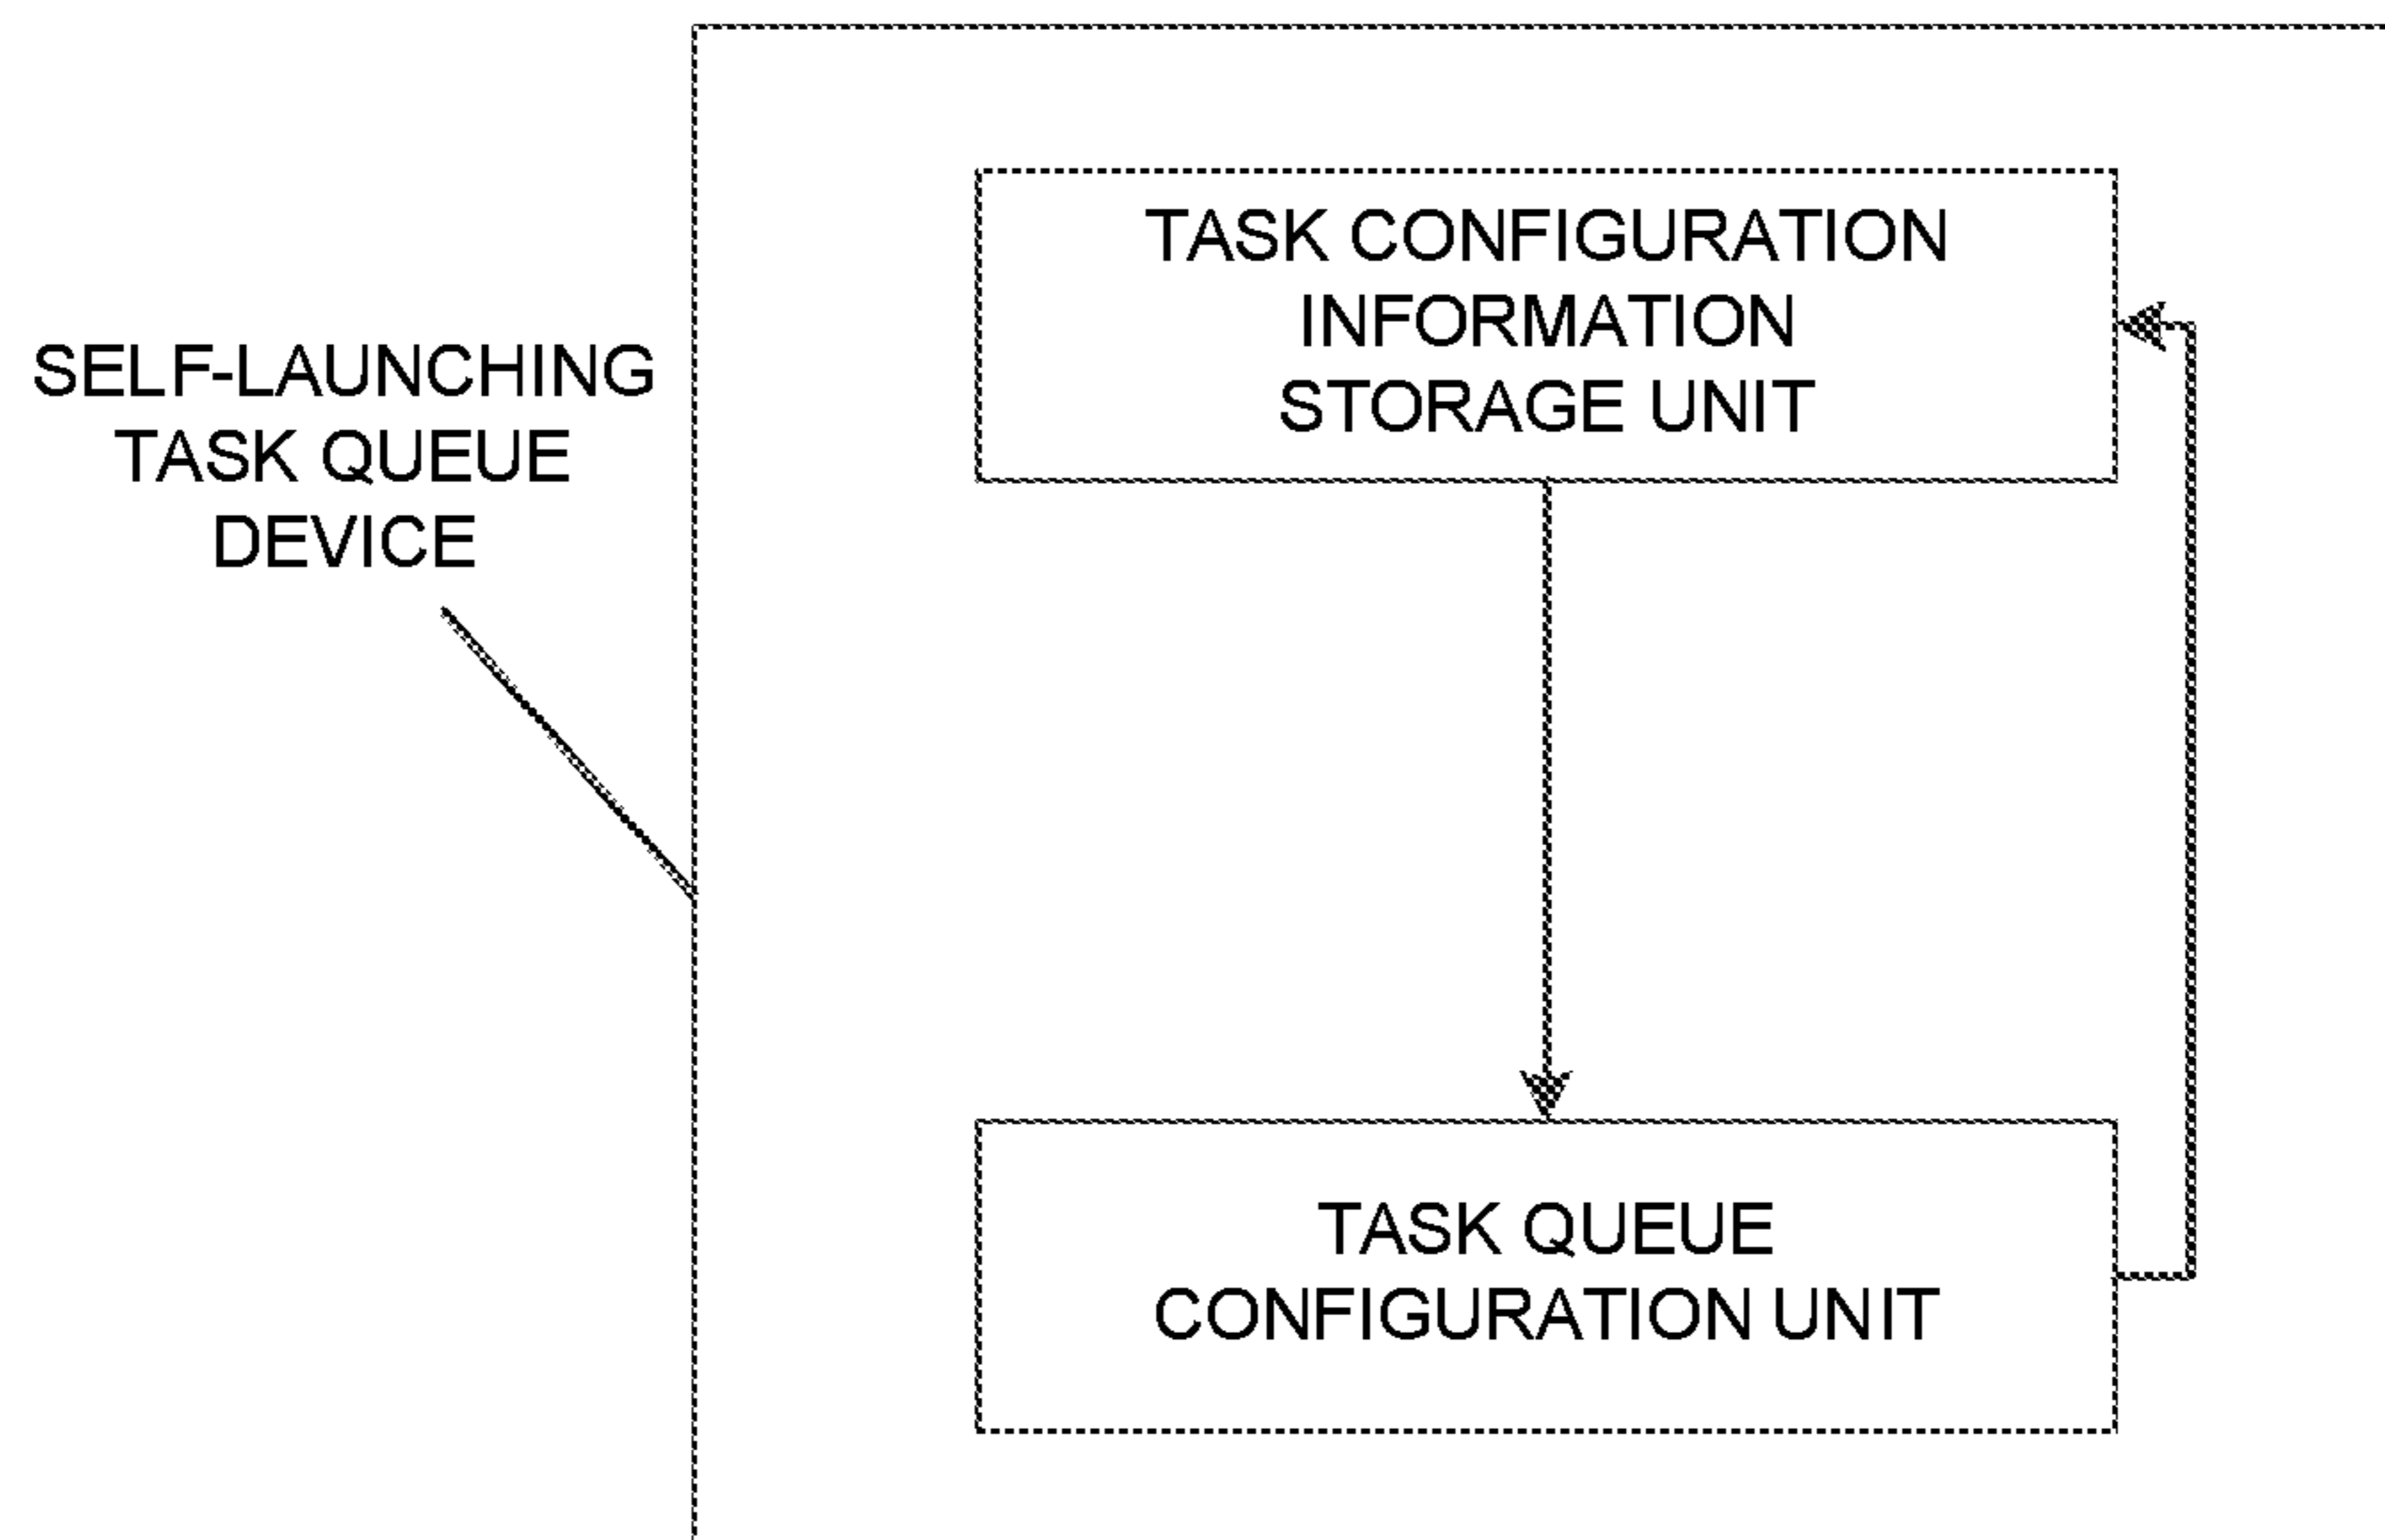 SELF-LAUNCHING
TASK QUEUE
DEVICE
TASK CONFIGURATION
INFORMATION
STORAGE UNIT
TASK QUEUE
CONFIGURATION UNIT